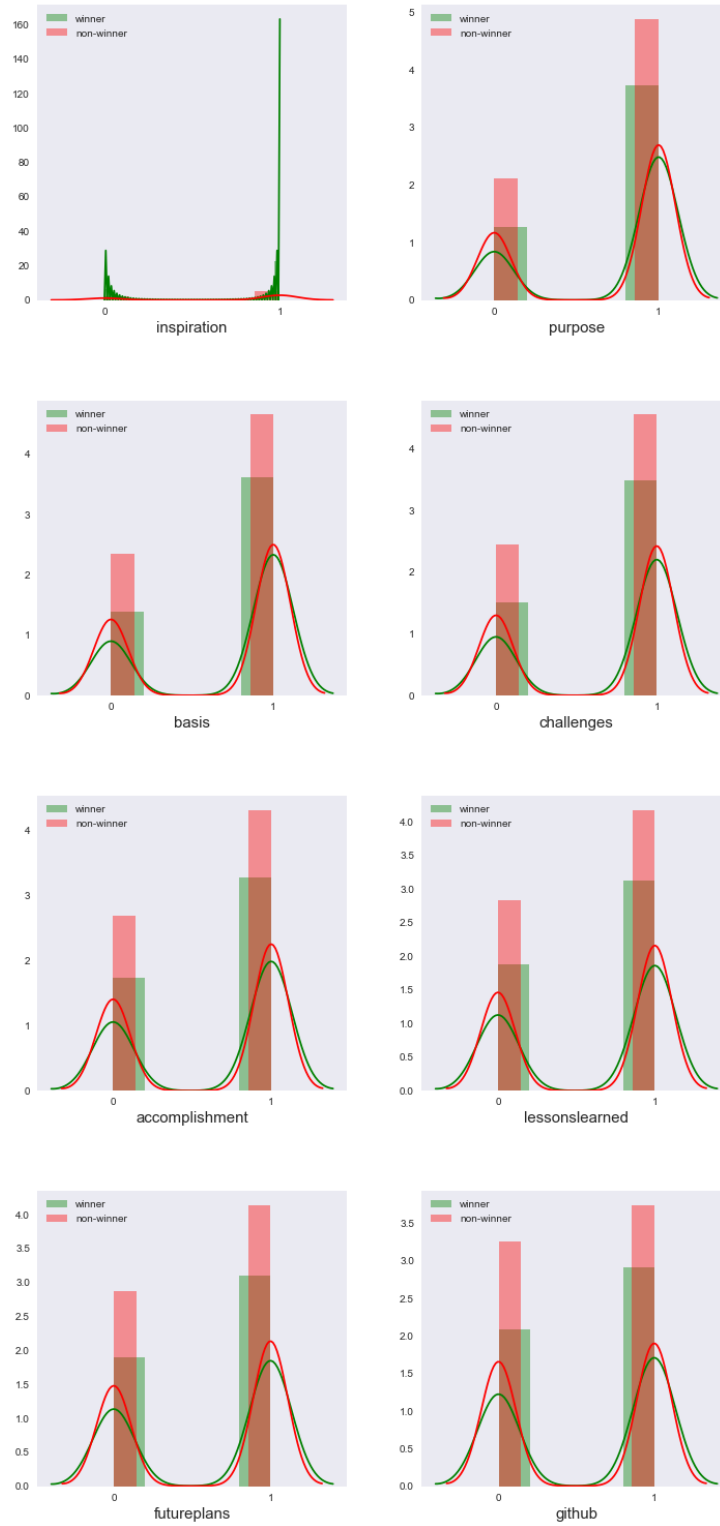 winner
non-winner
160
140
120
100
80
60
40
20
0
0 1
inspiration
winner
non-winner
5
4
3
2
1
0
0 1
purpose
winner
non-winner
4
3
2
1
0
0 1
basis
winner
non-winner
5
4
3
2
1
0
0 1
challenges
winner
non-winner
4
3
2
1
0
0 1
accomplishment
winner
non-winner
4.0
3.5
3.0
2.5
2.0
1.5
1.0
0.5
0.0
0 1
lessonslearned
winner
non-winner
4.0
3.5
3.0
2.5
2.0
1.5
1.0
0.5
0.0
0 1
futureplans
winner
non-winner
3.5
3.0
2.5
2.0
1.5
1.0
0.5
0.0
0 1
github